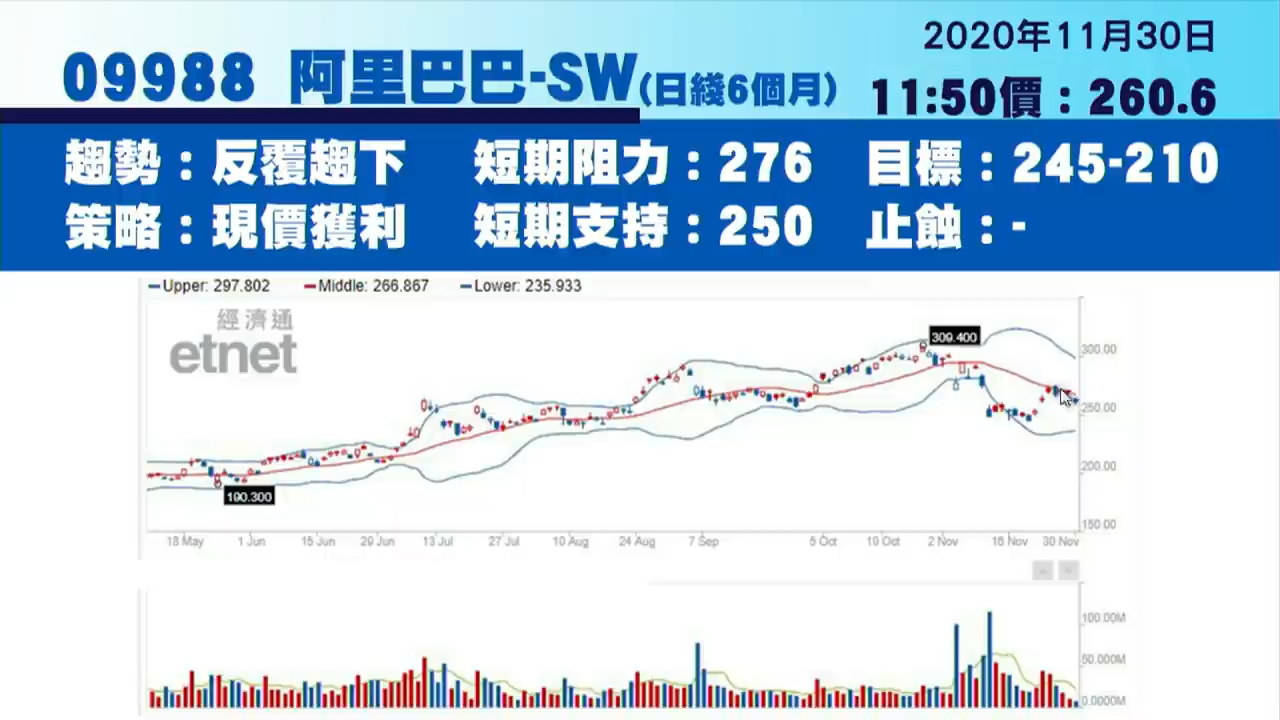 2020年11月30日
09988 阿里巴巴-SW(日綫6個月)
11:50價：260.6
趨勢：反覆趨下 短期阻力：276 目標：245-210
策略：現價獲利 短期支持：250 止蝕：-
Upper: 297.802 Middle: 266.867 Lower: 235.933
經濟通
etnet
309.400
300.00
250.00
200.00
190.300
150.00
18 May 1 Jun 15 Jun 29 Jun 13 Jul 27 Jul 10 Aug 24 Aug 7 Sep 5 Oct 19 Oct 2 Nov 16 Nov 30 Nov
100.00M
50.000M
0.0000M